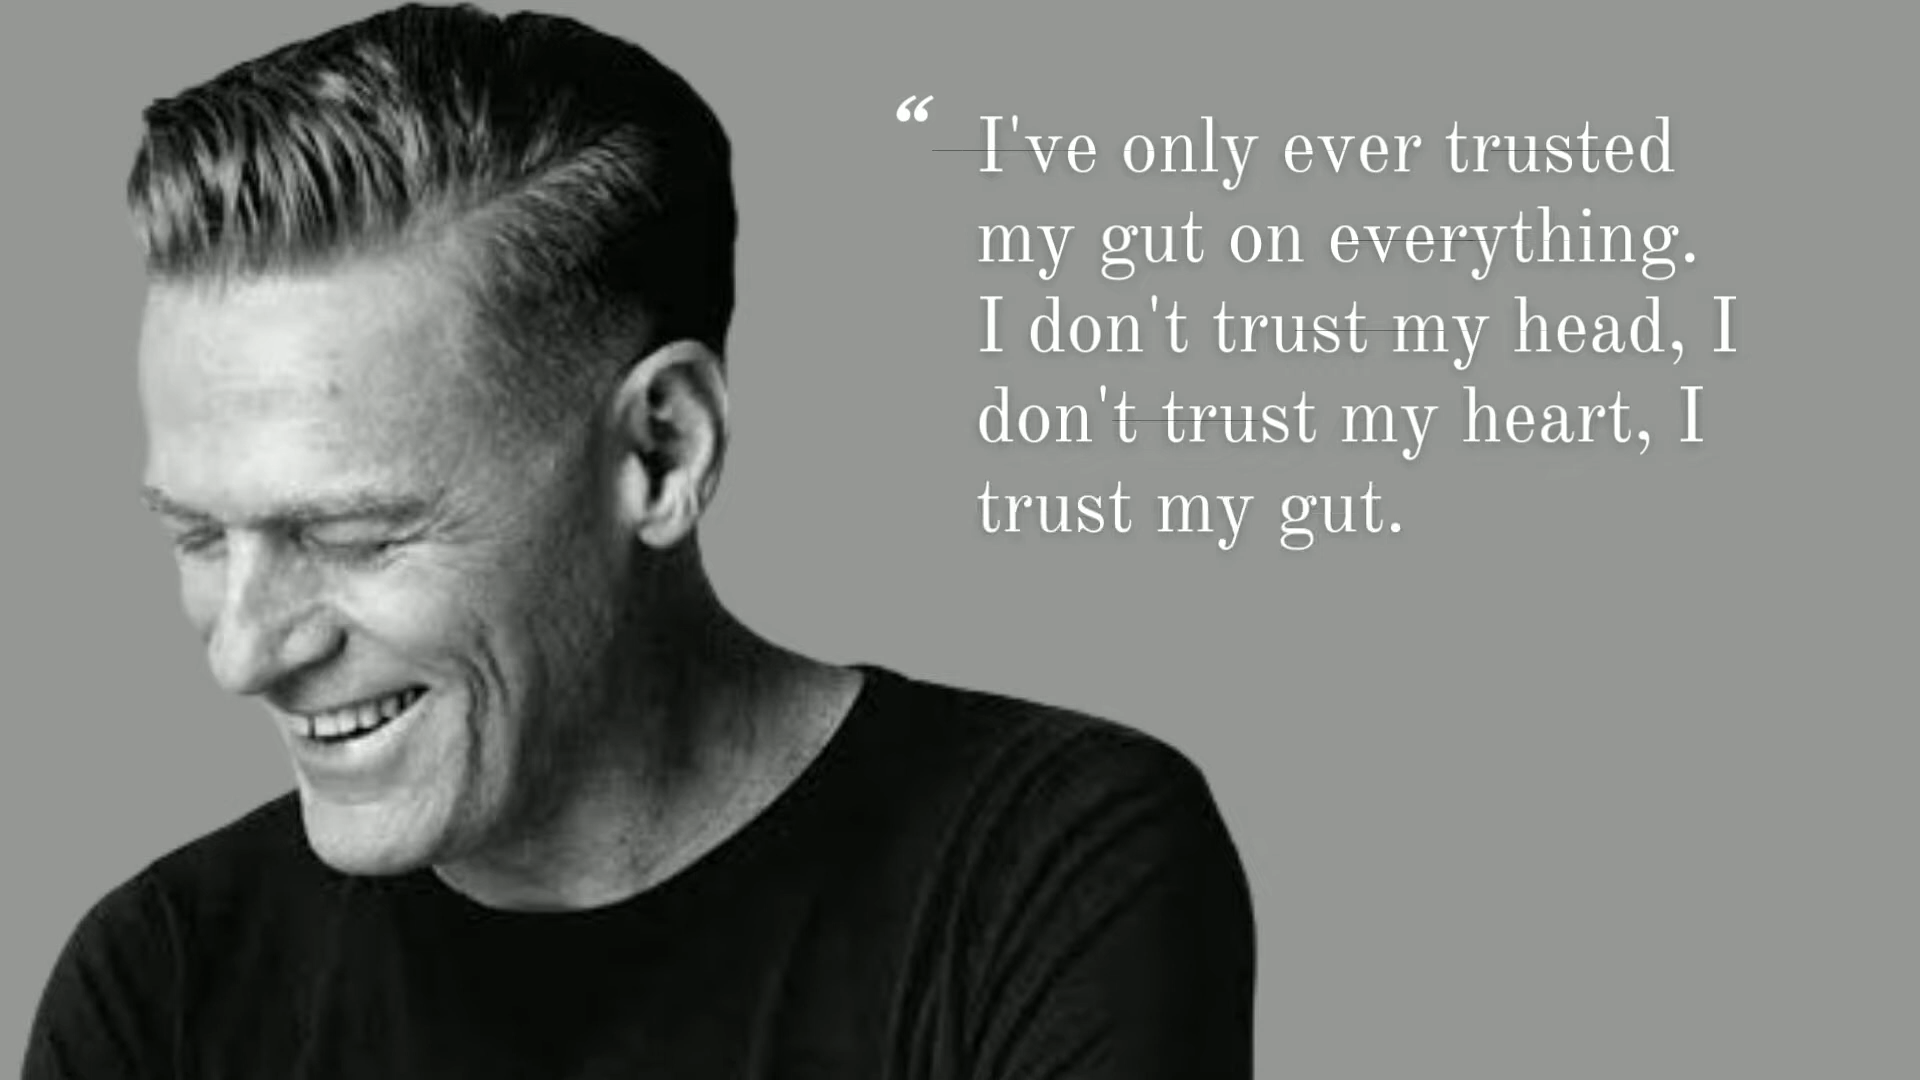 “ I've only ever trusted
my gut on everything.
I don't trust my head, I
don't trust my heart, I
trust my gut.